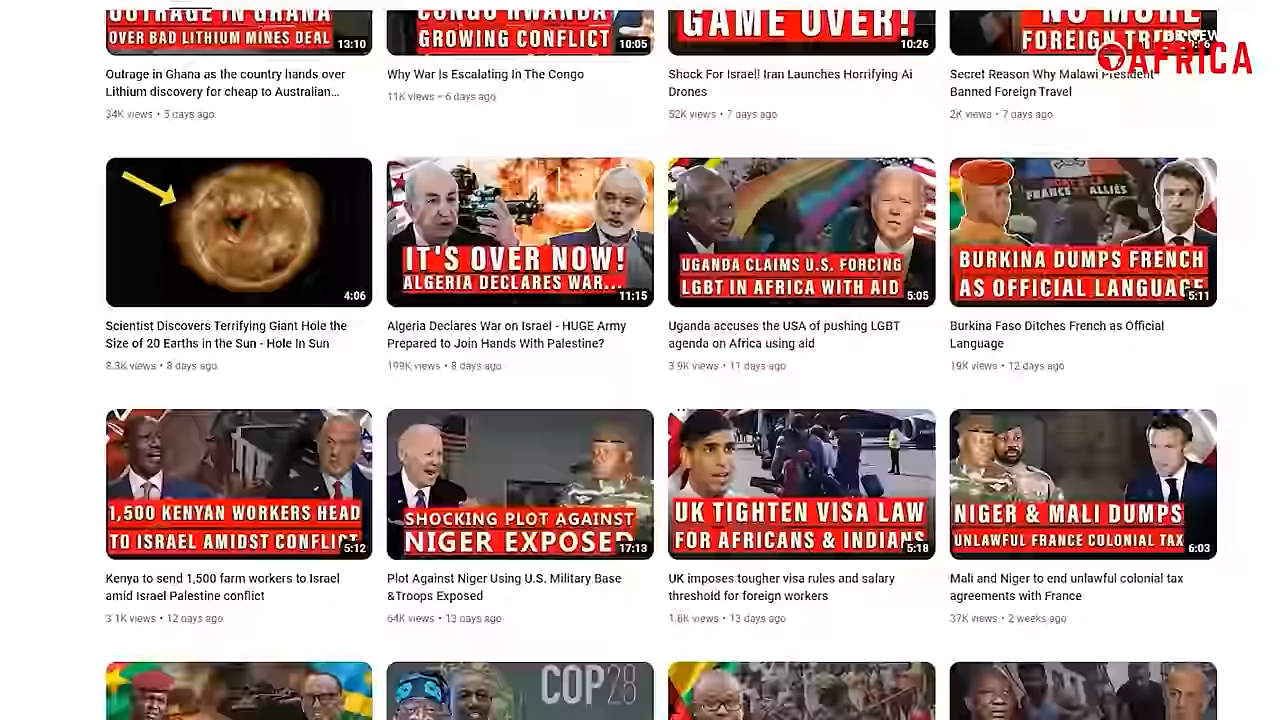 OUTRAGE IN GHANA
OVER BAD LITHIUM MINES DEAL
13:10
CONGO RWANDA
GROWING CONFLICT
10:05
GAME OVER!
10:26
NO MORE
FOREIGN
AFRICA
Outrage in Ghana as the country hands over
Lithium discovery for cheap to Australian...
34K views • 5 days ago
Why War Is Escalating In The Congo
11K views • 6 days ago
Shock For Israel! Iran Launches Horrifying Ai
Drones
52K views • 7 days ago
Secret Reason Why Malawi President
Banned Foreign Travel
2K views • 7 days ago
4:06
IT'S OVER NOW!
ALGERIA DECLARES WAR...
11:15
UGANDA CLAIMS U.S. FORCING
LGBT IN AFRICA WITH AID
5:05
FRANCE
ALLIÉS
BURKINA DUMPS FRENCH
AS OFFICIAL LANGUAGE
5:11
Scientist Discovers Terrifying Giant Hole the
Size of 20 Earths in the Sun - Hole In Sun
8.3K views • 8 days ago
Algeria Declares War on Israel - HUGE Army
Prepared to Join Hands With Palestine?
199K views • 8 days ago
Uganda accuses the USA of pushing LGBT
agenda on Africa using aid
3.9K views • 11 days ago
Burkina Faso Ditches French as Official
Language
19K views • 12 days ago
1,500 KENYAN WORKERS HEAD
TO ISRAEL AMIDST CONFLICT
5:12
SHOCKING PLOT AGAINST
NIGER EXPOSED
17:13
UK TIGHTEN VISA LAW
FOR AFRICANS & INDIANS
5:18
NIGER & MALI DUMPS
UNLAWFUL FRANCE COLONIAL TAX
6:03
Kenya to send 1,500 farm workers to Israel
amid Israel Palestine conflict
3.1K views • 12 days ago
Plot Against Niger Using U.S. Military Base
&Troops Exposed
64K views • 13 days ago
UK imposes tougher visa rules and salary
threshold for foreign workers
1.8K views • 13 days ago
Mali and Niger to end unlawful colonial tax
agreements with France
37K views • 2 weeks ago
COP28